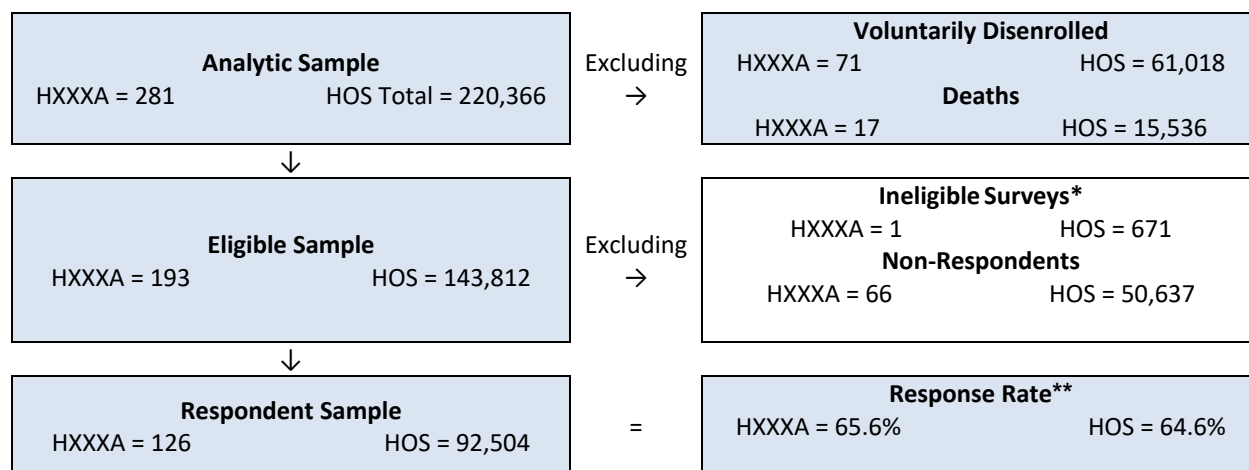 Analytic Sample
HXXXA = 281 HOS Total = 220,366
Excluding
→
Voluntarily Disenrolled
HXXXA = 71 HOS = 61,018
Deaths
HXXXA = 17 HOS = 15,536
↓
Eligible Sample
HXXXA = 193 HOS = 143,812
Excluding
→
Ineligible Surveys*
HXXXA = 1 HOS = 671
Non-Respondents
HXXXA = 66 HOS = 50,637
↓
Respondent Sample
HXXXA = 126 HOS = 92,504
=
Response Rate**
HXXXA = 65.6% HOS = 64.6%